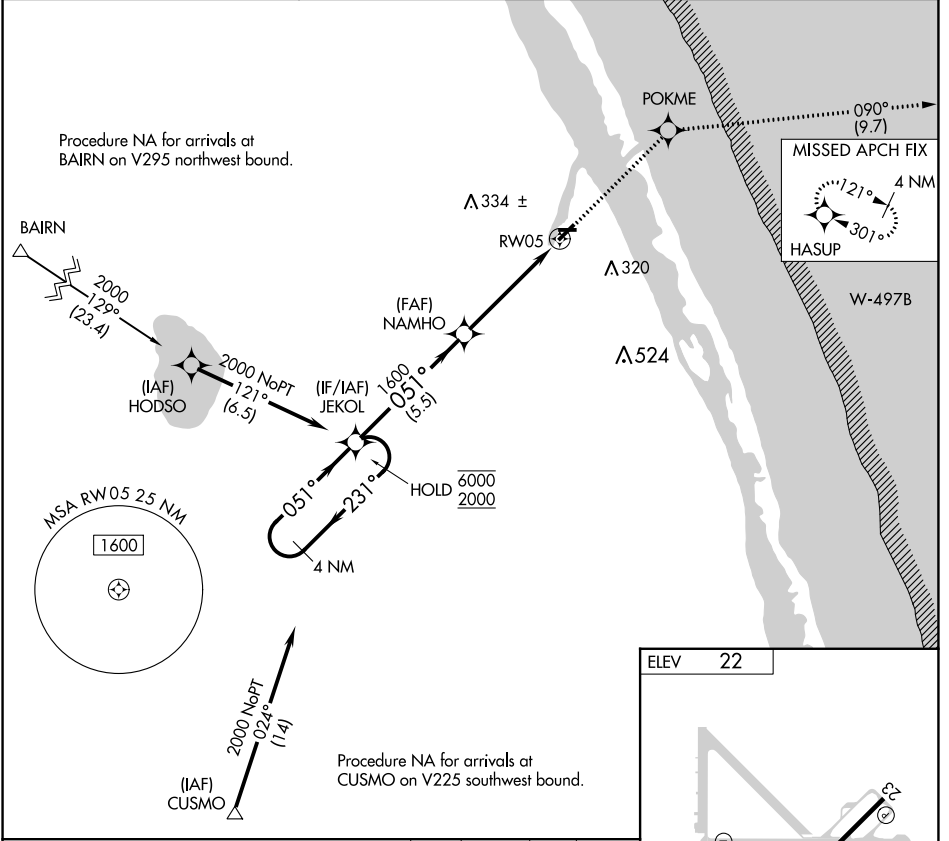 POKME
090°
(9.7)
Procedure NA for arrivals at
BAIRN on V295 northwest bound.
MISSED APCH FIX
121°
4 NM
301°
HASUP
334 ±
RW05
BAIRN
320
2000
129°
(23.4)
W-497B
(FAF)
NAMHO
524
2000 NoPT
121°
(6.5)
(IAF)
HODSO
(IF/IAF)
JEKOL
1600
051°
(5.5)
HOLD 6000
2000
051°
231°
4 NM
MSA RW05 25 NM
1600
ELEV 22
2000 NoPT
024°
(14)
Procedure NA for arrivals at
CUSMO on V225 southwest bound.
(IAF)
CUSMO
23
P